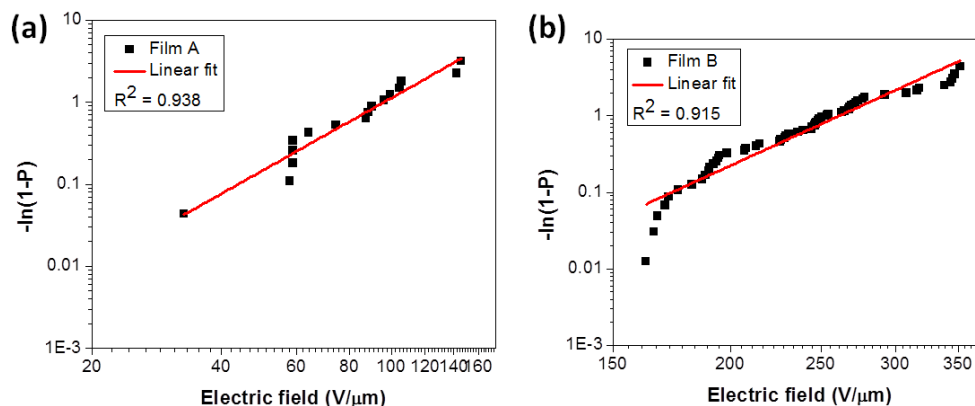 (a)
Film A
Linear fit
R² = 0.938
10
1
0.1
0.01
1E-3
-ln(1-P)
20 40 60 80 100 120 140 160
Electric field (V/μm)
(b)
Film B
Linear fit
R² = 0.915
10
1
0.1
0.01
1E-3
-ln(1-P)
150 200 250 300 350
Electric field (V/μm)